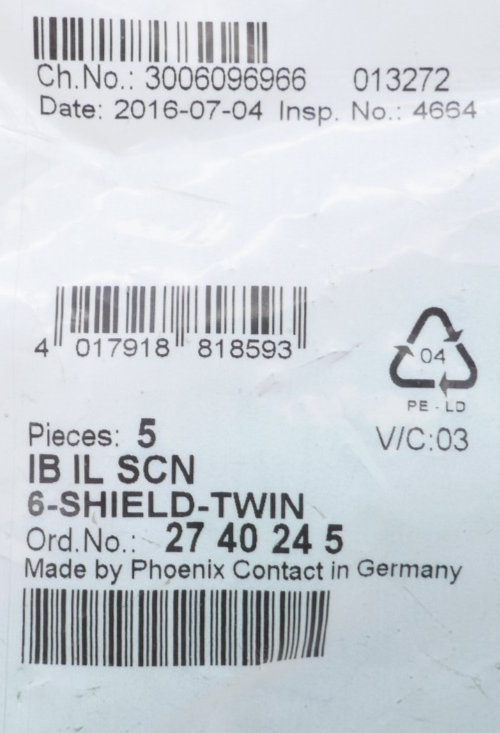 Ch.No.: 3006096966 013272
Date: 2016-07-04 Insp. No.: 4664
4 017918 818593
04
PE - LD
Pieces: 5
V/C:03
IB IL SCN
6-SHIELD-TWIN
Ord.No.: 27 40 24 5
Made by Phoenix Contact in Germany